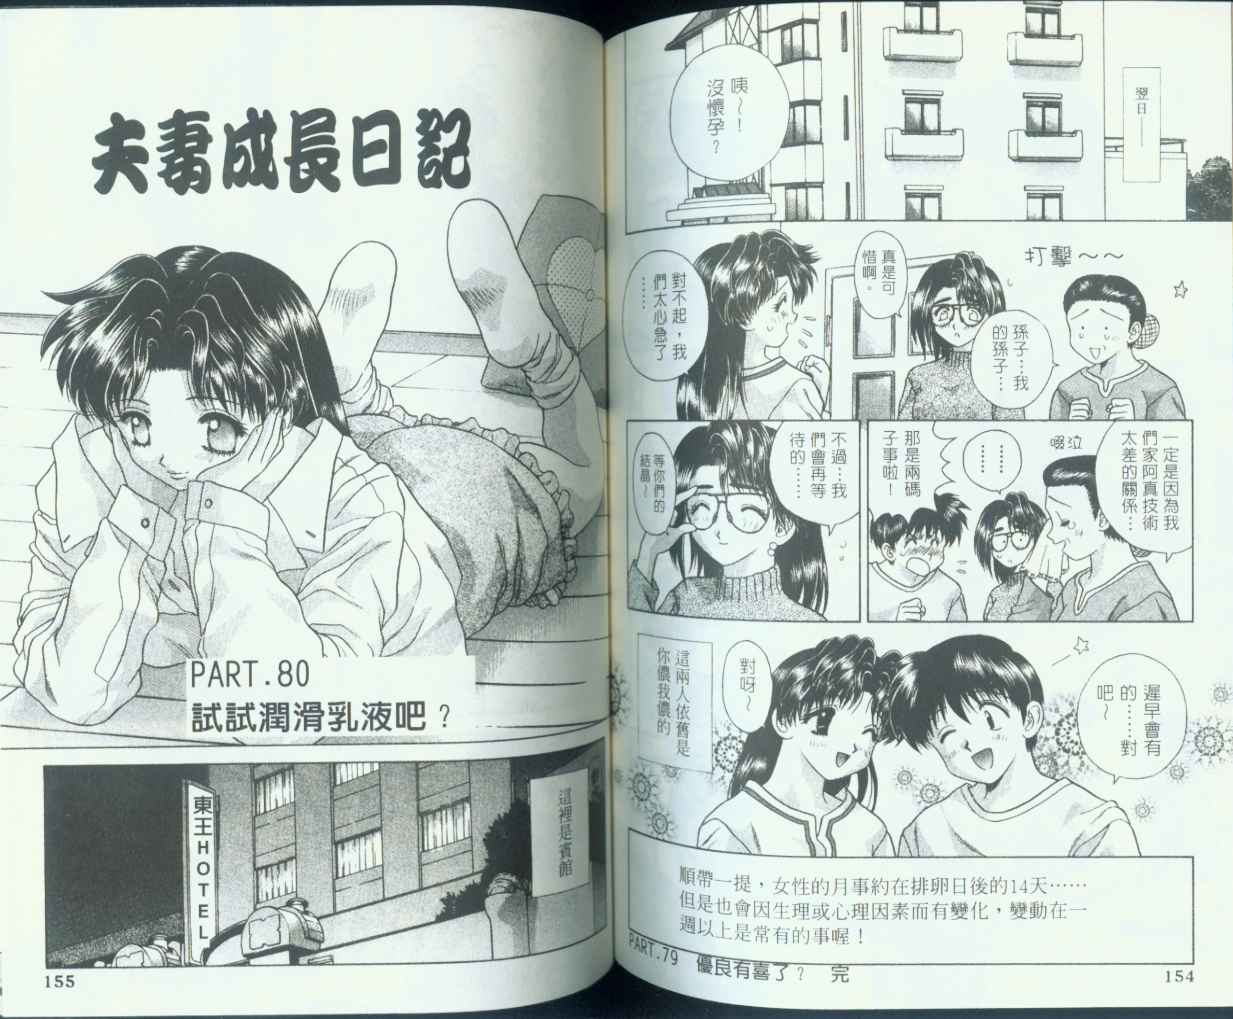 翌日——
咦～！
沒懷孕？
打擊～～
孫子…我
的孫子…
真是可
惜啊。
對不起，我
們太心急了
……
一定是因為我
們家阿真技術
太差的關係…
啜泣
……
那是兩碼
子事啦！
不過…我
們會再等
待的……
等你們的
結晶～
遲早會有
的……對
吧～
對呀～
這兩人依舊是
你儂我儂的
順帶一提，女性的月事約在排卵日後的14天……
但是也會因生理或心理因素而有變化，變動在一
週以上是常有的事喔！
PART.79 優良有喜了？ 完
154
夫妻成長日記
PART.80
試試潤滑乳液吧？
這裡是賓館
東王HOTEL
155